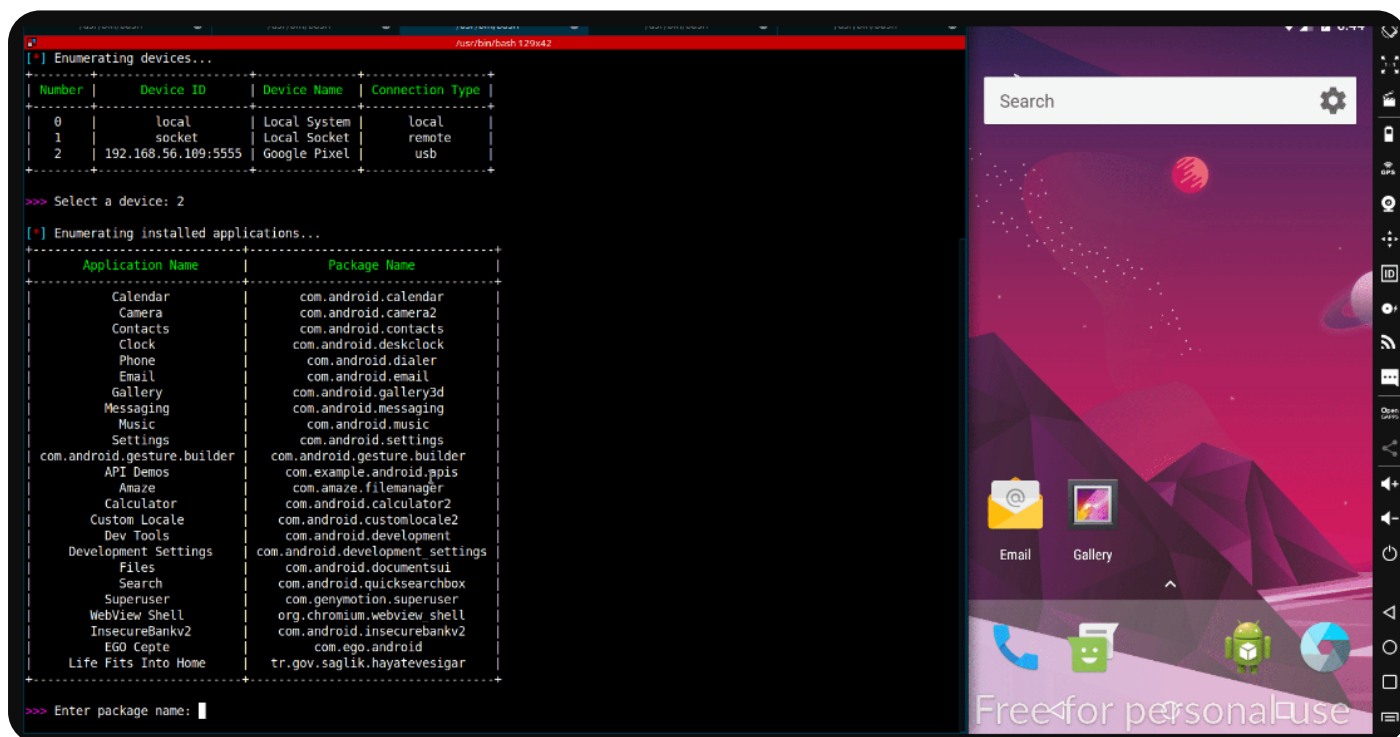 /usr/bin/bash 129x42
[*] Enumerating devices...
Number | Device ID | Device Name | Connection Type
0 | local | Local System | local
1 | socket | Local Socket | remote
2 | 192.168.56.109:5555 | Google Pixel | usb
>>> Select a device: 2
[*] Enumerating installed applications...
Application Name | Package Name
Calendar | com.android.calendar
Camera | com.android.camera2
Contacts | com.android.contacts
Clock | com.android.deskclock
Phone | com.android.dialer
Email | com.android.email
Gallery | com.android.gallery3d
Messaging | com.android.messaging
Music | com.android.music
Settings | com.android.settings
com.android.gesture.builder | com.android.gesture.builder
API Demos | com.example.android.apis
Amaze | com.amaze.filemanager
Calculator | com.android.calculator2
Custom Locale | com.android.customlocale2
Dev Tools | com.android.development
Development Settings | com.android.development_settings
Files | com.android.documentsui
Search | com.android.quicksearchbox
Superuser | com.genymotion.superuser
WebView Shell | org.chromium.webview_shell
InsecureBankv2 | com.android.insecurebankv2
EGO Cepte | com.ego.android
Life Fits Into Home | tr.gov.saglik.hayatevesigar
>>> Enter package name:
Search
Email
Gallery
Free for personal use
GPS
ID
Open
GAPPS